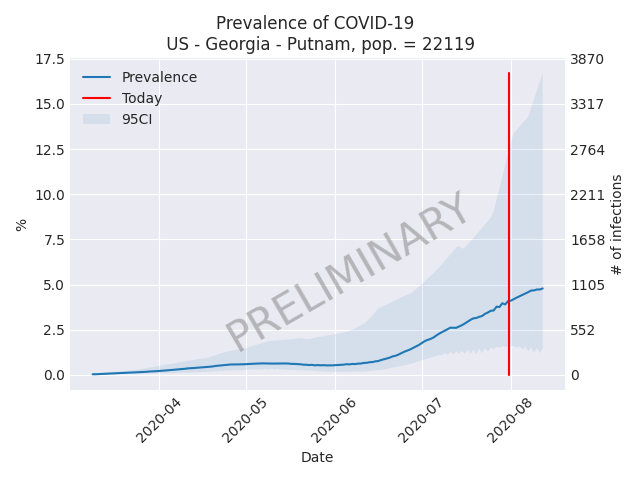 Prevalence of COVID-19
US - Georgia - Putnam, pop. = 22119
17.5
15.0
12.5
10.0
7.5
5.0
2.5
0.0
%
Prevalence
Today
95CI
PRELIMINARY
3870
3317
2764
2211
1658
1105
552
0
# of infections
2020-04
2020-05
2020-06
2020-07
2020-08
Date